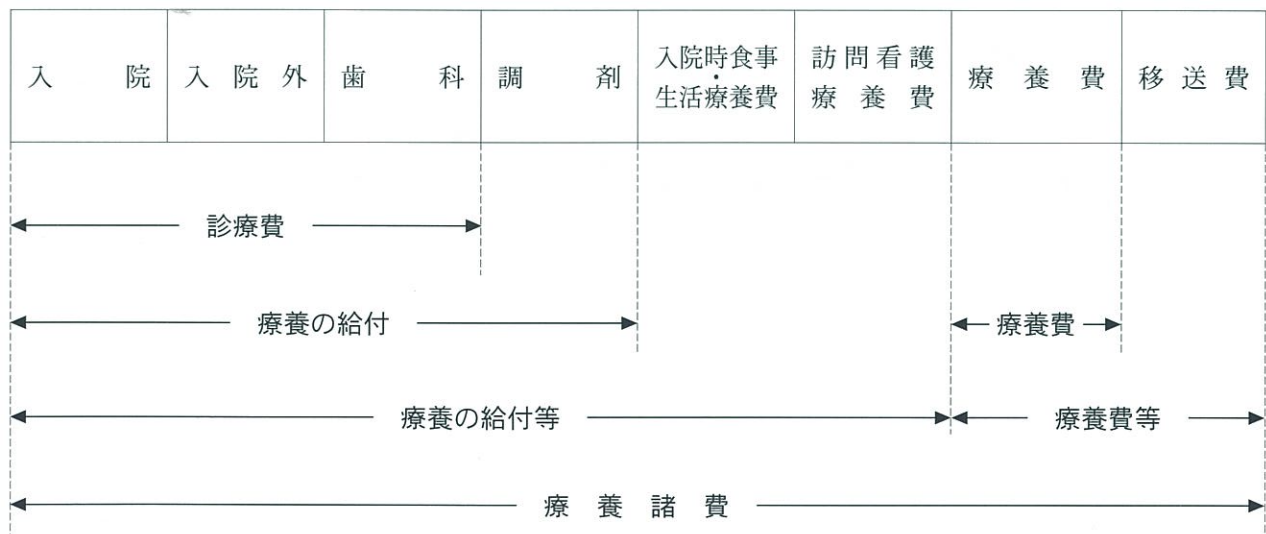 入院
入院外
歯科
調剤
入院時食事
・
生活療養費
訪問看護
療養費
療養費
移送費
診療費
療養の給付
療養費
療養の給付等
療養費等
療養諸費